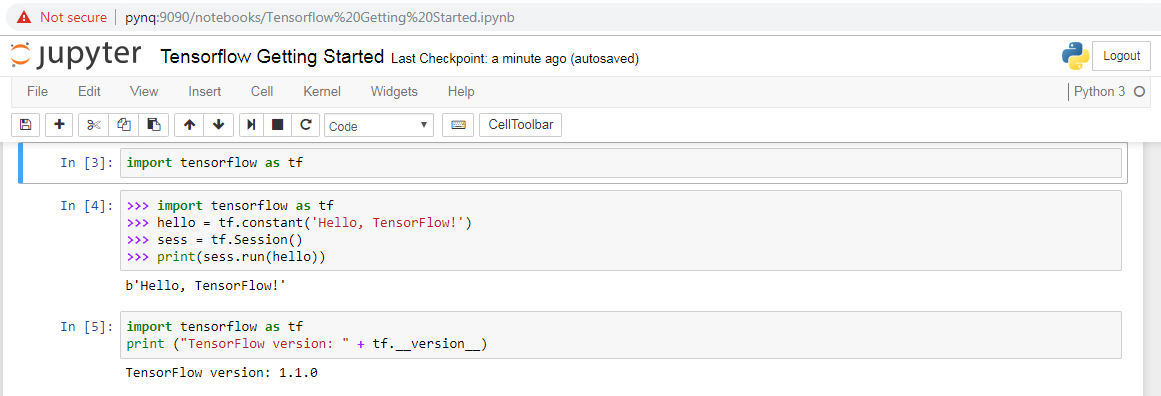 Not secure | pynq:9090/notebooks/Tensorflow%20Getting%20Started.ipynb
jupyter Tensorflow Getting Started Last Checkpoint: a minute ago (autosaved) Logout
File Edit View Insert Cell Kernel Widgets Help Python 3
Code CellToolbar
In [3]: import tensorflow as tf
In [4]: >>> import tensorflow as tf
>>> hello = tf.constant('Hello, TensorFlow!')
>>> sess = tf.Session()
>>> print(sess.run(hello))
b'Hello, TensorFlow!'
In [5]: import tensorflow as tf
print ("TensorFlow version: " + tf.__version__)
TensorFlow version: 1.1.0